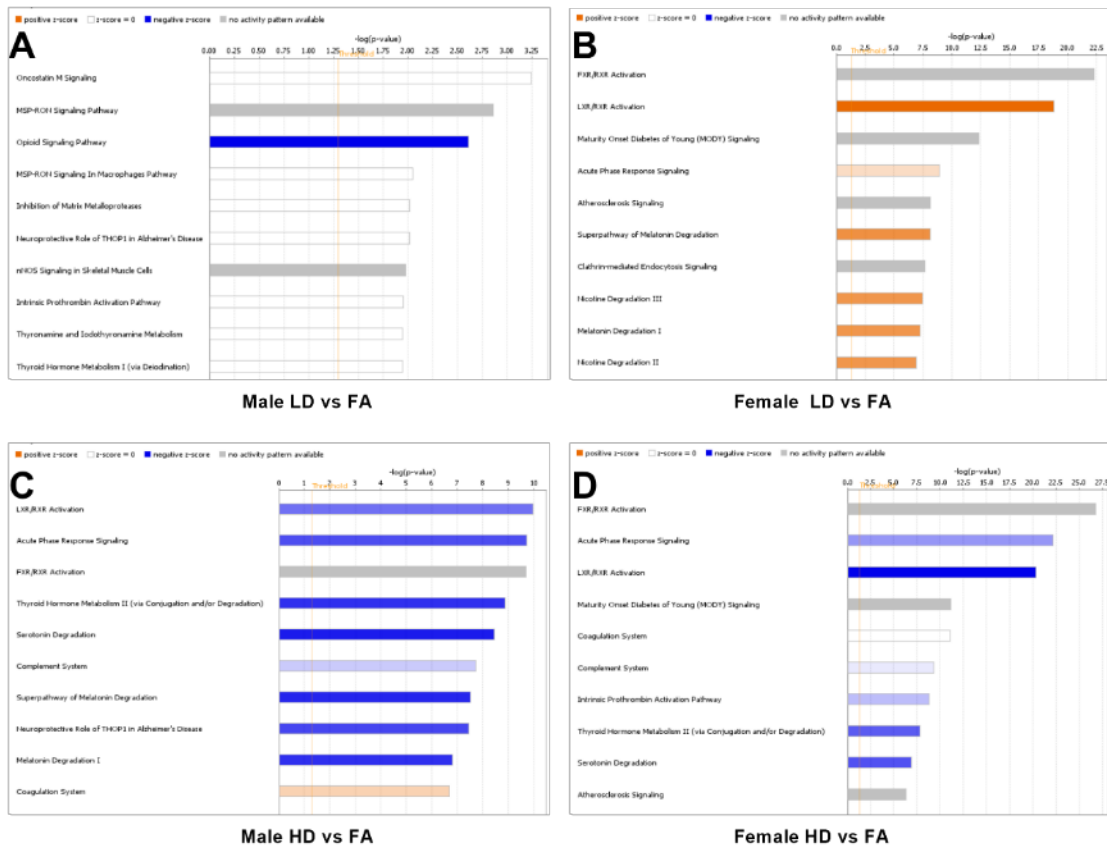 positive z-score z-score = 0 negative z-score no activity pattern available
A
-log(p-value)
0.00 0.25 0.50 0.75 1.00 1.25 1.50 1.75 2.00 2.25 2.50 2.75 3.00 3.25
Threshold
Oncostatin M Signaling
MSP-RON Signaling Pathway
Opioid Signaling Pathway
MSP-RON Signaling In Macrophages Pathway
Inhibition of Matrix Metalloproteases
Neuroprotective Role of THOP1 in Alzheimer's Disease
nNOS Signaling in Skeletal Muscle Cells
Intrinsic Prothrombin Activation Pathway
Thyronamine and Iodothyronamine Metabolism
Thyroid Hormone Metabolism I (via Deiodination)
Male LD vs FA
positive z-score z-score = 0 negative z-score no activity pattern available
B
-log(p-value)
0.0 2.5 5.0 7.5 10.0 12.5 15.0 17.5 20.0 22.5
Threshold
FXR/RXR Activation
LXR/RXR Activation
Maturity Onset Diabetes of Young (MODY) Signaling
Acute Phase Response Signaling
Atherosclerosis Signaling
Superpathway of Melatonin Degradation
Clathrin-mediated Endocytosis Signaling
Nicotine Degradation III
Melatonin Degradation I
Nicotine Degradation II
Female LD vs FA
positive z-score z-score = 0 negative z-score no activity pattern available
C
-log(p-value)
0 1 2 3 4 5 6 7 8 9 10
Threshold
LXR/RXR Activation
Acute Phase Response Signaling
FXR/RXR Activation
Thyroid Hormone Metabolism II (via Conjugation and/or Degradation)
Serotonin Degradation
Complement System
Superpathway of Melatonin Degradation
Neuroprotective Role of THOP1 in Alzheimer's Disease
Melatonin Degradation I
Coagulation System
Male HD vs FA
positive z-score z-score = 0 negative z-score no activity pattern available
D
-log(p-value)
0.0 2.5 5.0 7.5 10.0 12.5 15.0 17.5 20.0 22.5 25.0 27.5
Threshold
FXR/RXR Activation
Acute Phase Response Signaling
LXR/RXR Activation
Maturity Onset Diabetes of Young (MODY) Signaling
Coagulation System
Complement System
Intrinsic Prothrombin Activation Pathway
Thyroid Hormone Metabolism II (via Conjugation and/or Degradation)
Serotonin Degradation
Atherosclerosis Signaling
Female HD vs FA